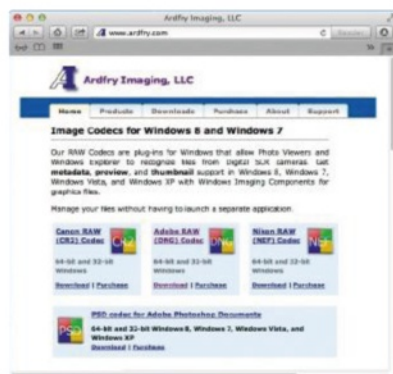 Ardfry Imaging, LLC
www.ardfry.com
Reader
Ardfry Imaging, LLC
Home Products Downloads Purchase About Support
Image Codecs for Windows 8 and Windows 7
Our RAW Codecs are plug-ins for Windows that allow Photo Viewers and
Windows Explorer to recognize files from Digital SLR cameras. Get
metadata, preview, and thumbnail support in Windows 8, Windows 7,
Windows Vista, and Windows XP with Windows Imaging Components for
graphics files.
Manage your files without having to launch a separate application.
Canon RAW
(CR2) Codec
CR2
64-bit and 32-bit
Windows
Download | Purchase
Adobe RAW
(DNG) Codec
DNG
64-bit and 32-bit
Windows
Download | Purchase
Nikon RAW
(NEF) Codec
NEF
64-bit and 32-bit
Windows
Download | Purchase
PSD
PSD codec for Adobe Photoshop Documents
64-bit and 32-bit Windows 8, Windows 7, Windows Vista, and
Windows XP
Download | Purchase